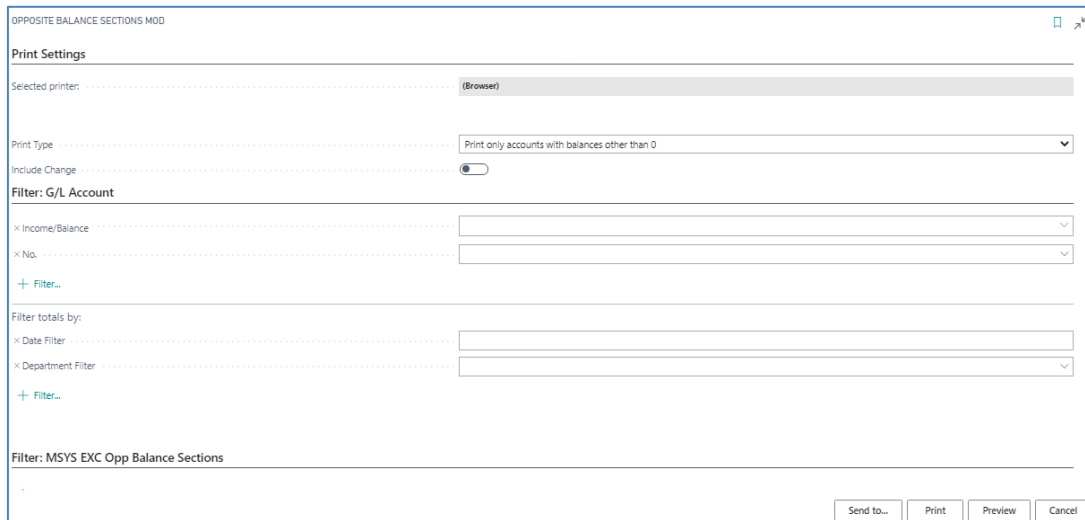 OPPOSITE BALANCE SECTIONS MOD
Print Settings
Selected printer: (Browser)
Print Type Print only accounts with balances other than 0
Include Change
Filter: G/L Account
× Income/Balance
× No.
+ Filter...
Filter totals by:
× Date Filter
× Department Filter
+ Filter...
Filter: MSYS EXC Opp Balance Sections
Send to... Print Preview Cancel